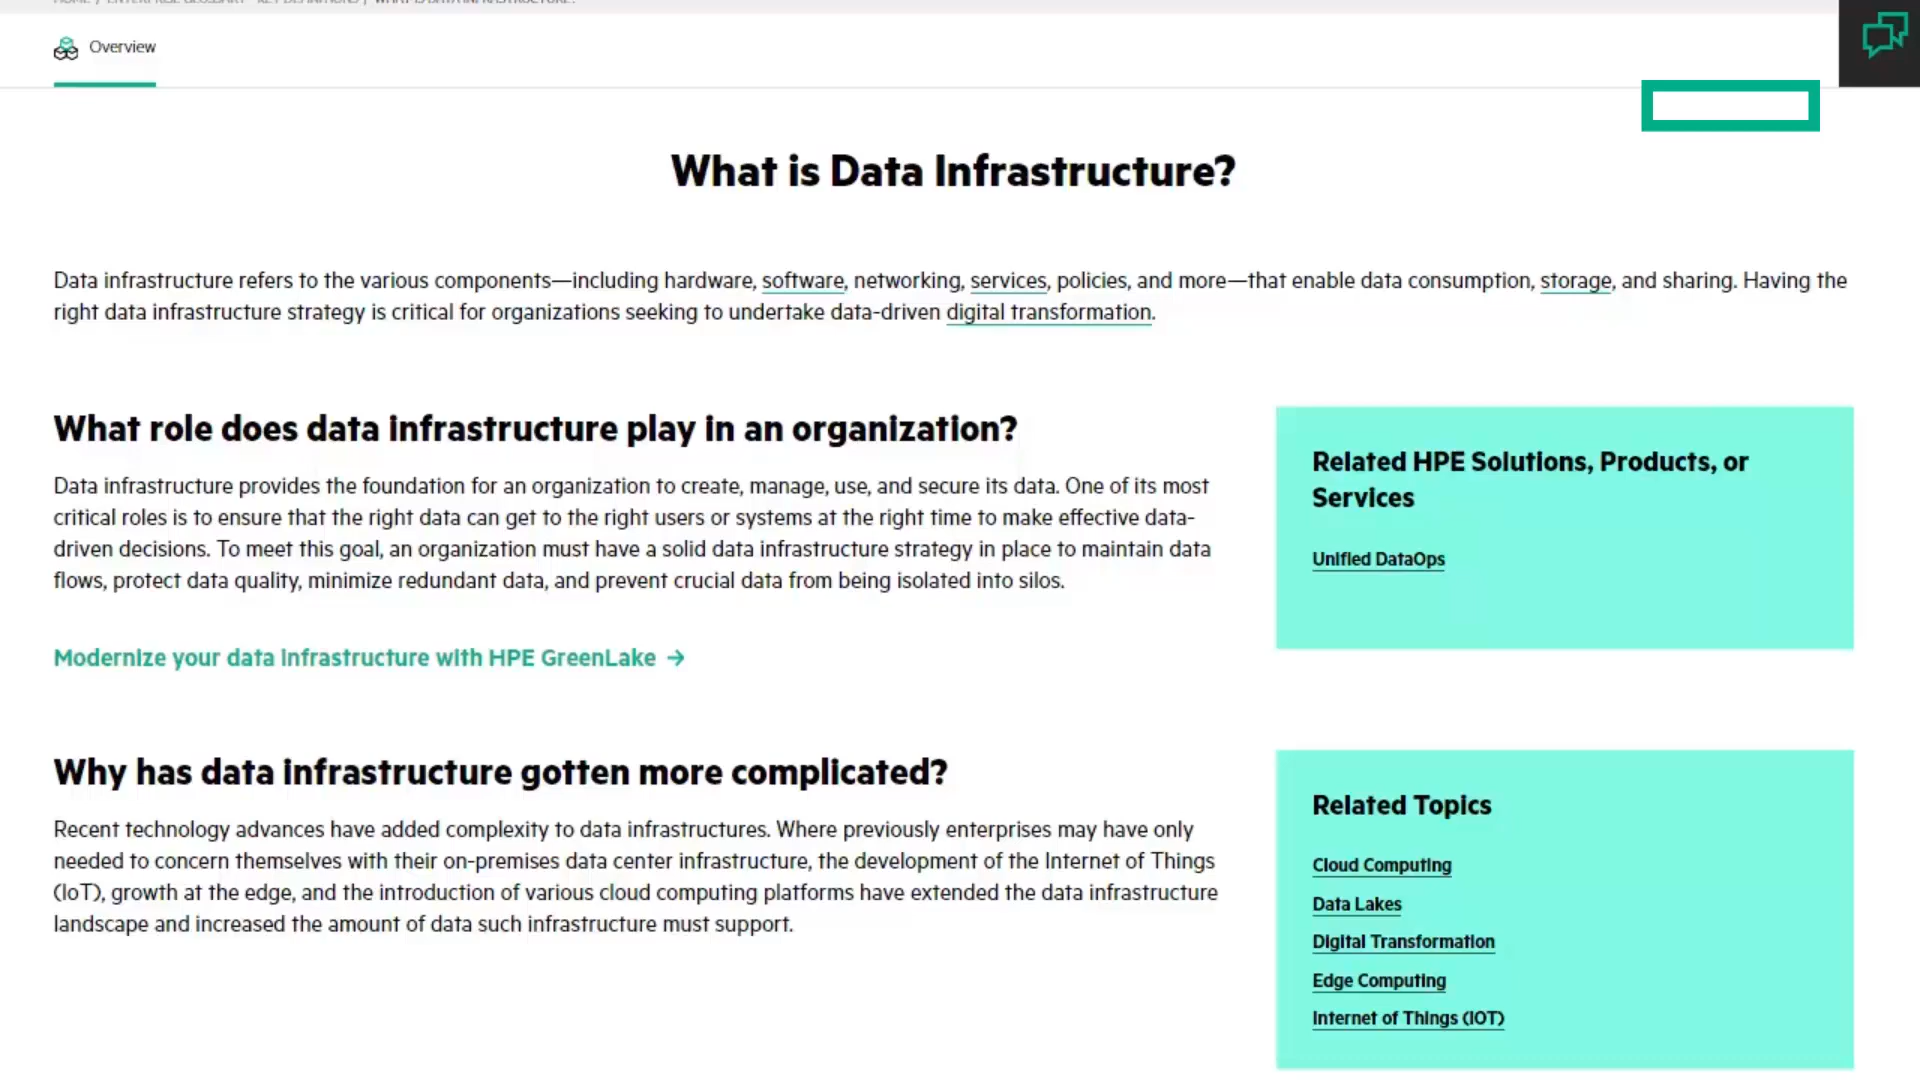 Overview
What is Data Infrastructure?
Data infrastructure refers to the various components—including hardware, software, networking, services, policies, and more—that enable data consumption, storage, and sharing. Having the
right data infrastructure strategy is critical for organizations seeking to undertake data-driven digital transformation.
What role does data infrastructure play in an organization?
Data infrastructure provides the foundation for an organization to create, manage, use, and secure its data. One of its most
critical roles is to ensure that the right data can get to the right users or systems at the right time to make effective data-
driven decisions. To meet this goal, an organization must have a solid data infrastructure strategy in place to maintain data
flows, protect data quality, minimize redundant data, and prevent crucial data from being isolated into silos.
Modernize your data infrastructure with HPE GreenLake →
Related HPE Solutions, Products, or
Services
Unified DataOps
Why has data infrastructure gotten more complicated?
Recent technology advances have added complexity to data infrastructures. Where previously enterprises may have only
needed to concern themselves with their on-premises data center infrastructure, the development of the Internet of Things
(IoT), growth at the edge, and the introduction of various cloud computing platforms have extended the data infrastructure
landscape and increased the amount of data such infrastructure must support.
Related Topics
Cloud Computing
Data Lakes
Digital Transformation
Edge Computing
Internet of Things (IOT)